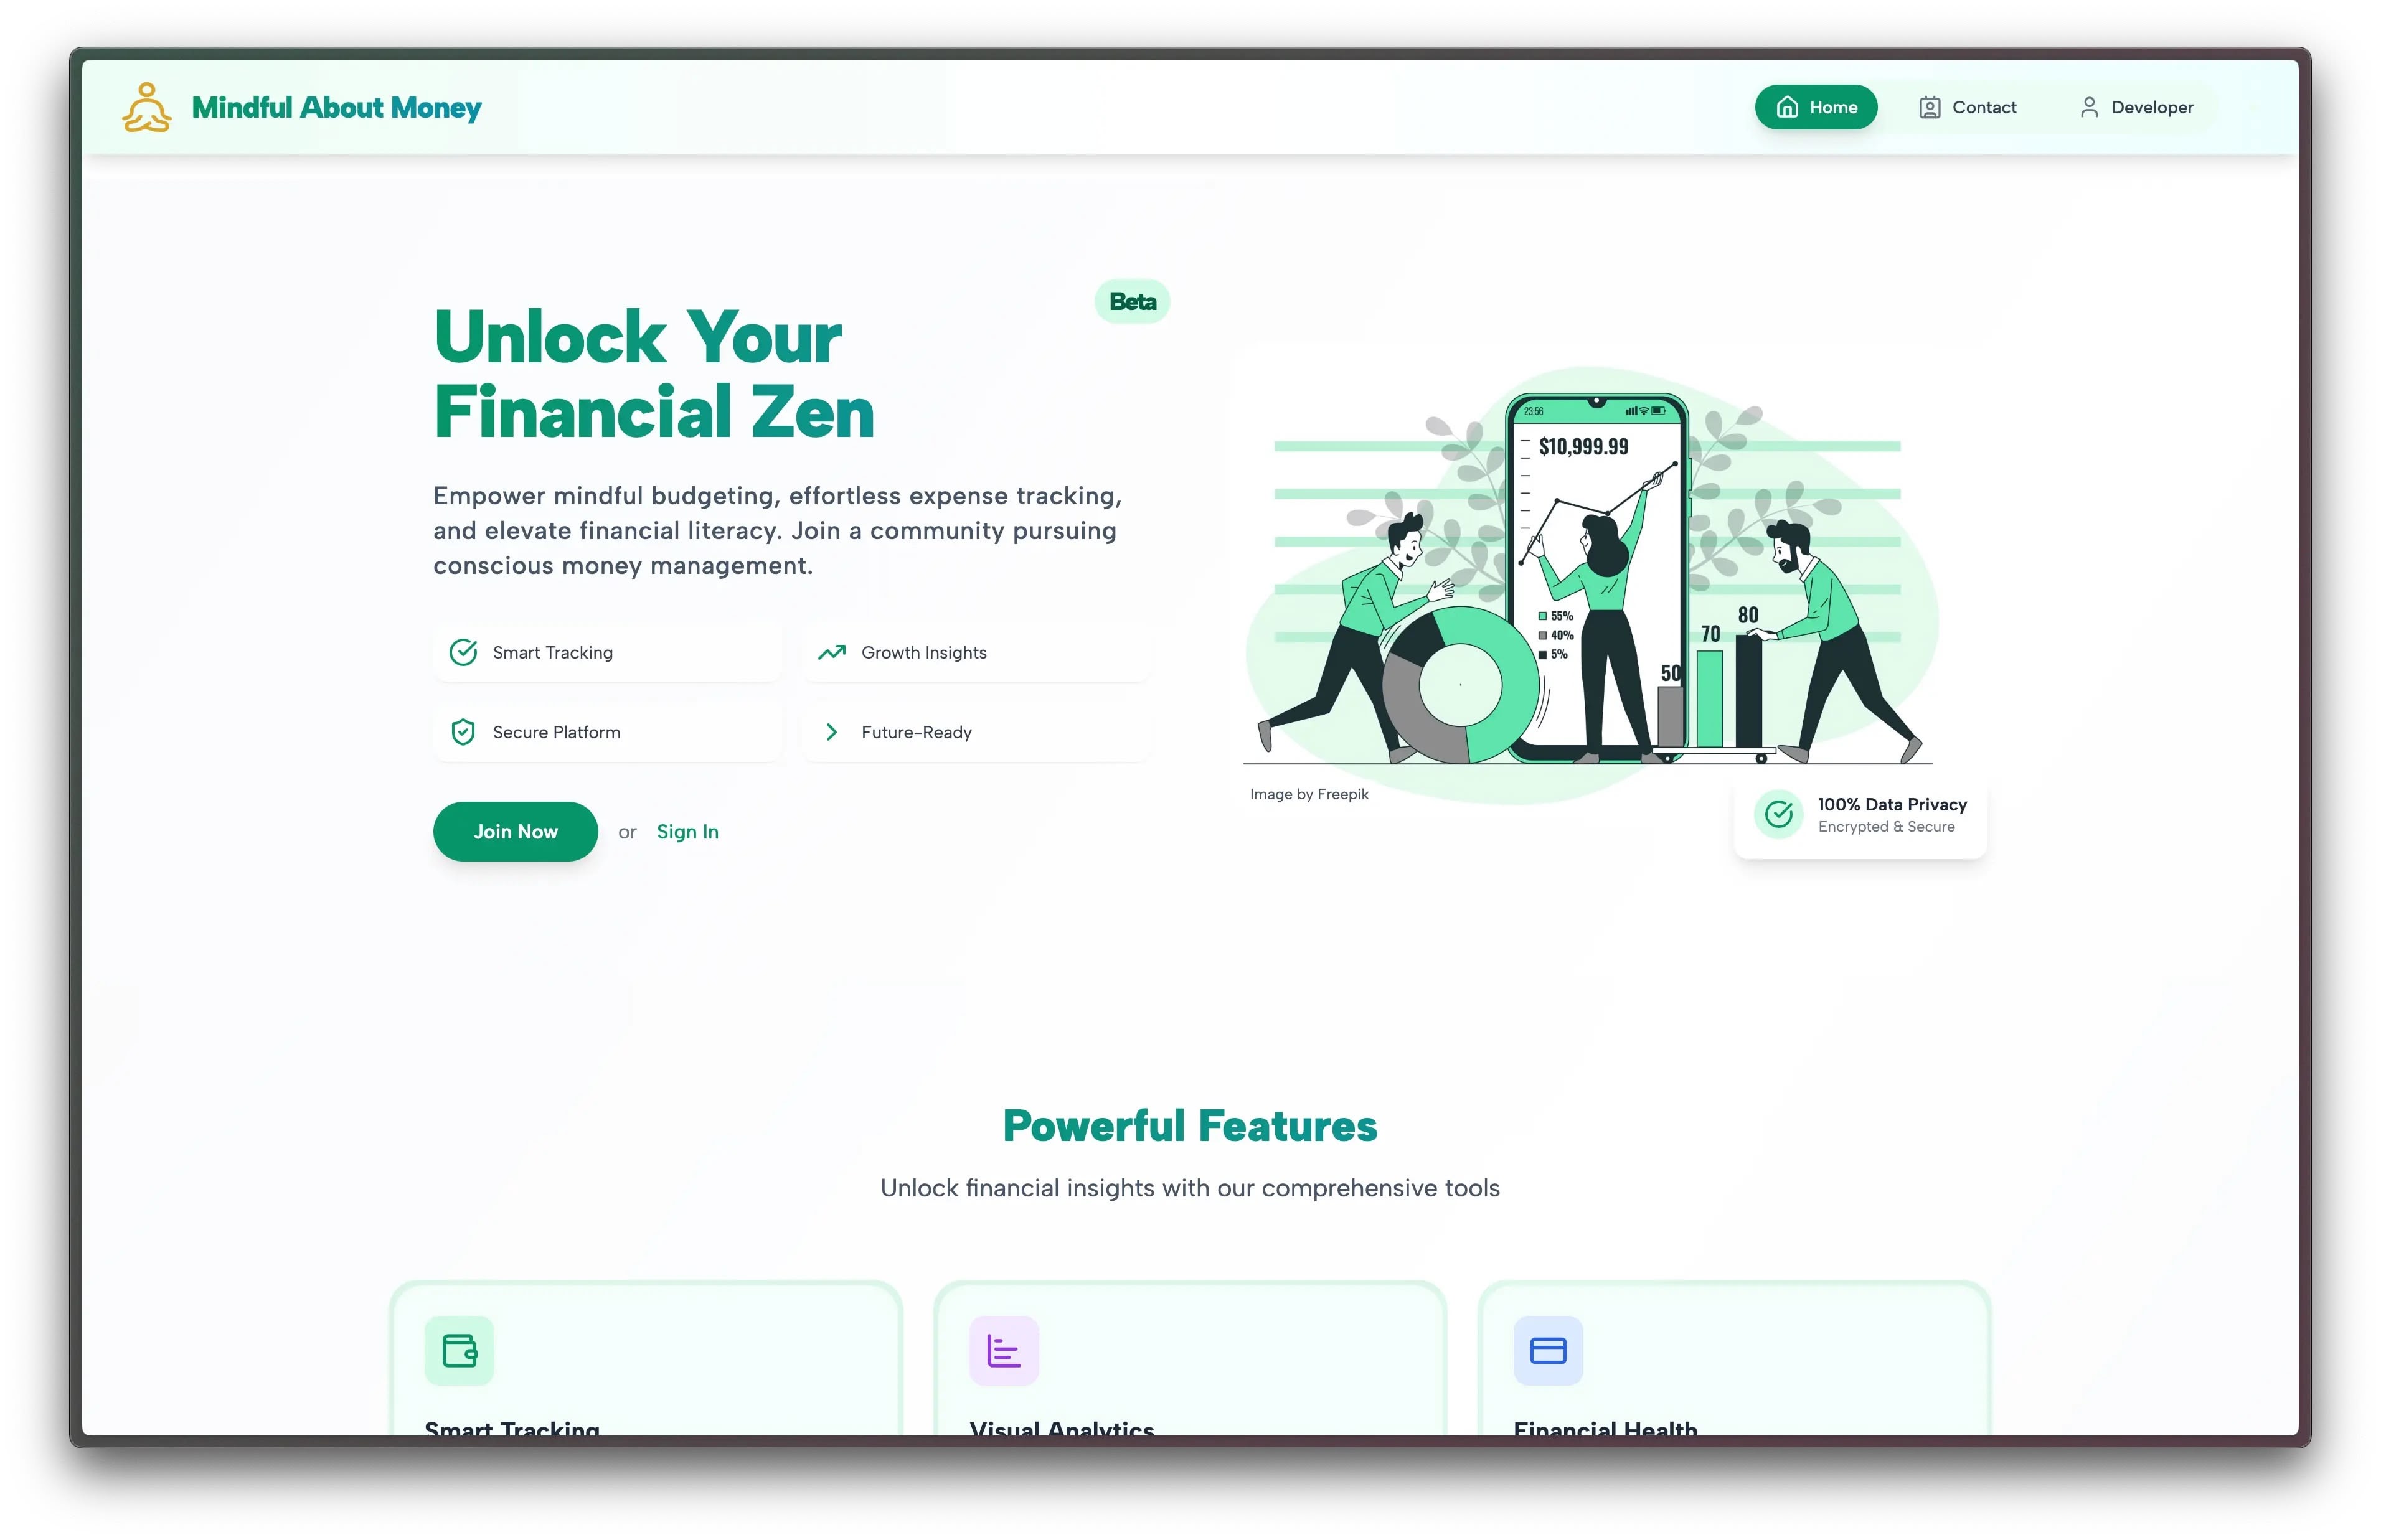 Mindful About Money
Home
Contact
Developer
Beta
Unlock Your
Financial Zen
Empower mindful budgeting, effortless expense tracking,
and elevate financial literacy. Join a community pursuing
conscious money management.
Smart Tracking
Growth Insights
Secure Platform
Future-Ready
Join Now
or
Sign In
23:56
$10,999.99
55%
40%
5%
50
70
80
Image by Freepik
100% Data Privacy
Encrypted & Secure
Powerful Features
Unlock financial insights with our comprehensive tools
Smart Tracking
Visual Analytics
Financial Health